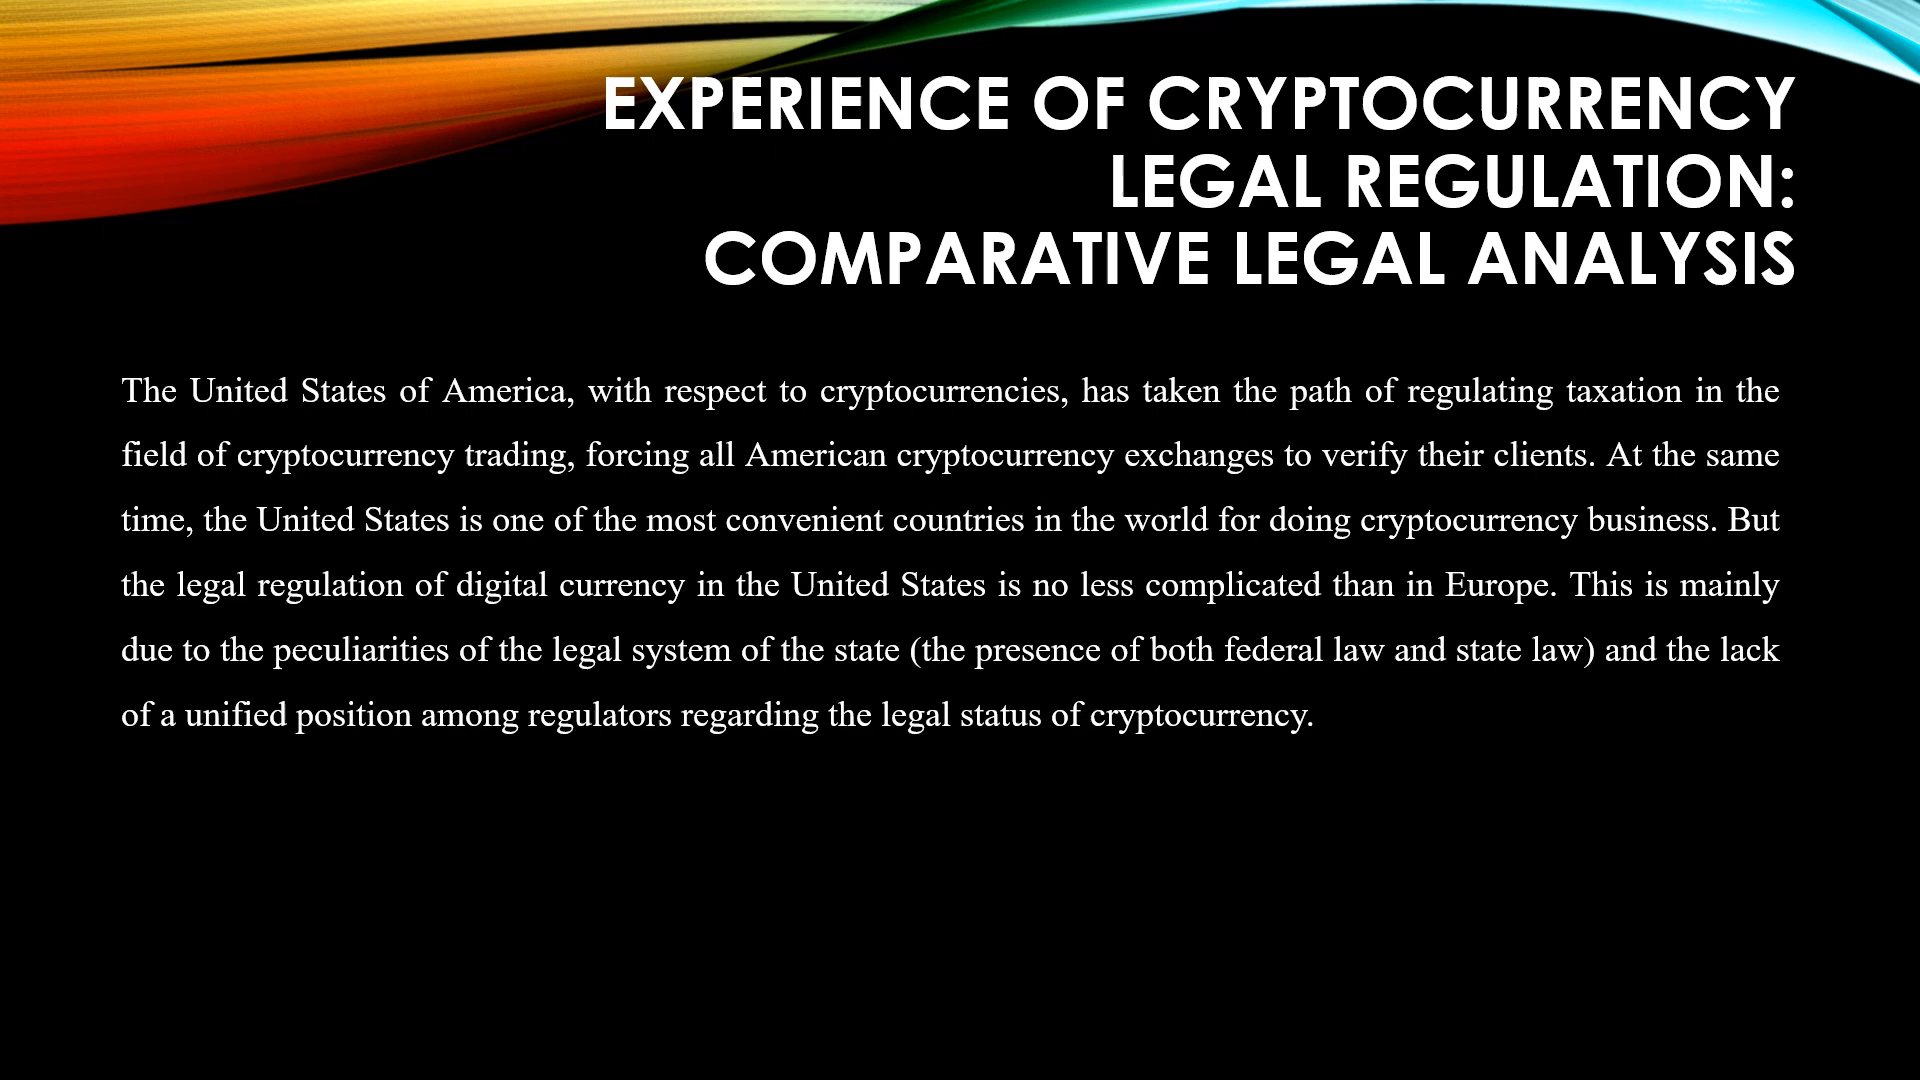 EXPERIENCE OF CRYPTOCURRENCY
LEGAL REGULATION:
COMPARATIVE LEGAL ANALYSIS
The United States of America, with respect to cryptocurrencies, has taken the path of regulating taxation in the
field of cryptocurrency trading, forcing all American cryptocurrency exchanges to verify their clients. At the same
time, the United States is one of the most convenient countries in the world for doing cryptocurrency business. But
the legal regulation of digital currency in the United States is no less complicated than in Europe. This is mainly
due to the peculiarities of the legal system of the state (the presence of both federal law and state law) and the lack
of a unified position among regulators regarding the legal status of cryptocurrency.